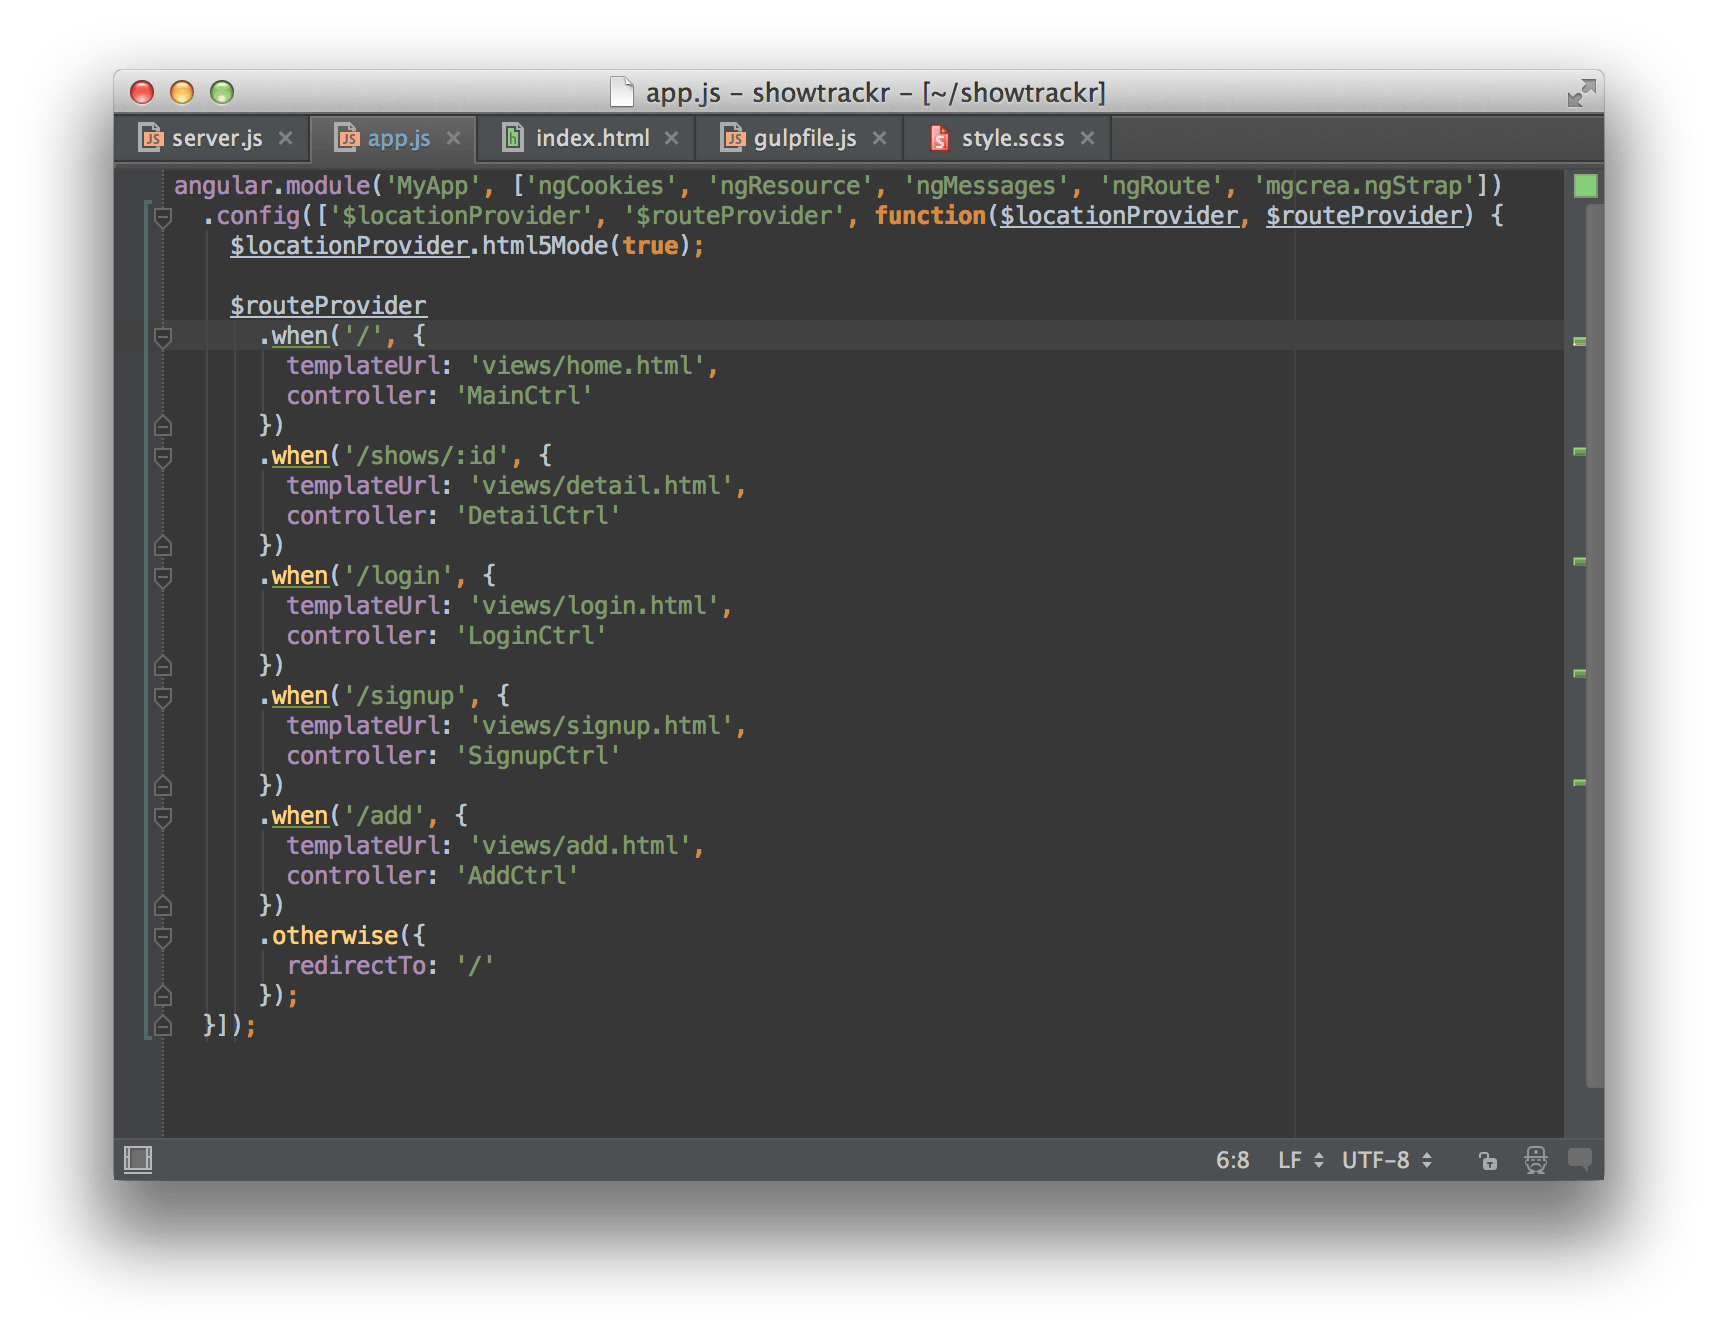 app.js – showtrackr – [~/showtrackr]
server.js app.js index.html gulpfile.js style.scss
angular.module('MyApp', ['ngCookies', 'ngResource', 'ngMessages', 'ngRoute', 'mgcrea.ngStrap'])
  .config(['$locationProvider', '$routeProvider', function($locationProvider, $routeProvider) {
    $locationProvider.html5Mode(true);

    $routeProvider
      .when('/', {
        templateUrl: 'views/home.html',
        controller: 'MainCtrl'
      })
      .when('/shows/:id', {
        templateUrl: 'views/detail.html',
        controller: 'DetailCtrl'
      })
      .when('/login', {
        templateUrl: 'views/login.html',
        controller: 'LoginCtrl'
      })
      .when('/signup', {
        templateUrl: 'views/signup.html',
        controller: 'SignupCtrl'
      })
      .when('/add', {
        templateUrl: 'views/add.html',
        controller: 'AddCtrl'
      })
      .otherwise({
        redirectTo: '/'
      });
  }]);
6:8 LF UTF-8